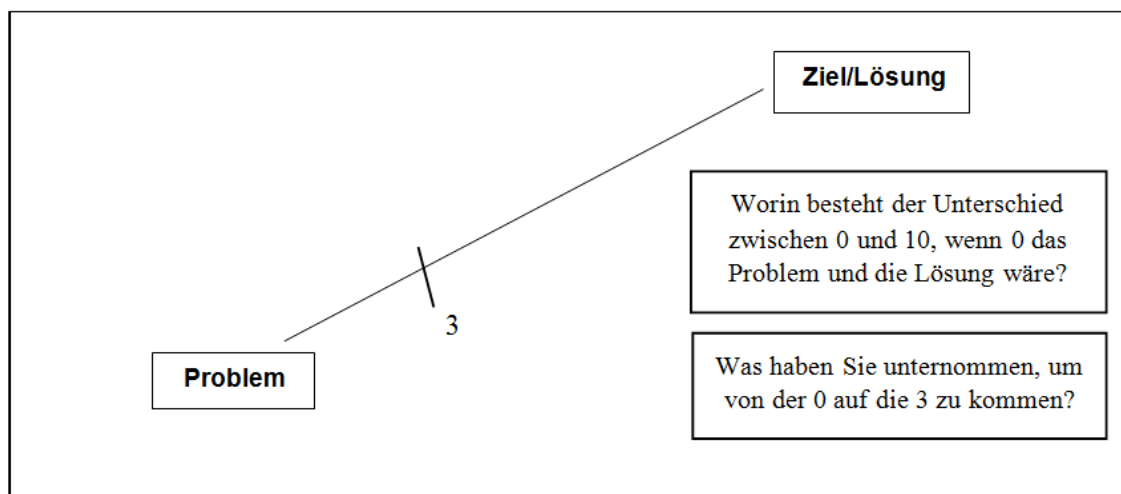 Ziel/Lösung
Worin besteht der Unterschied
zwischen 0 und 10, wenn 0 das
Problem und die Lösung wäre?
3
Problem
Was haben Sie unternommen, um
von der 0 auf die 3 zu kommen?